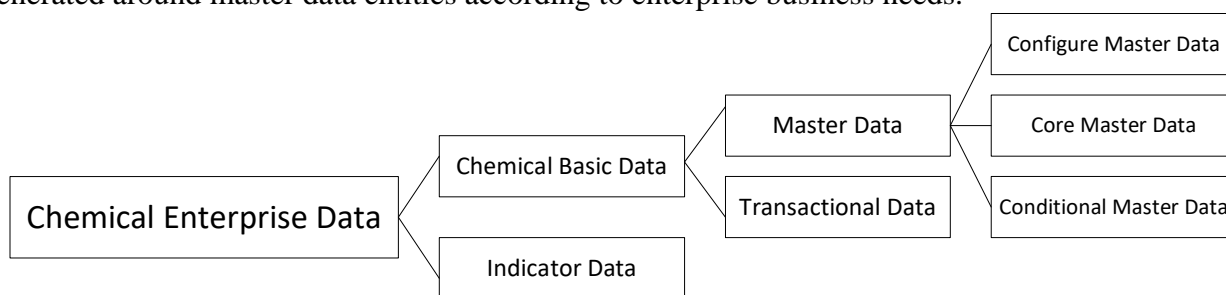 generated around master data entities according to enterprise business needs.
Configure Master Data
Master Data
Core Master Data
Chemical Basic Data
Chemical Enterprise Data
Transactional Data
Conditional Master Data
Indicator Data